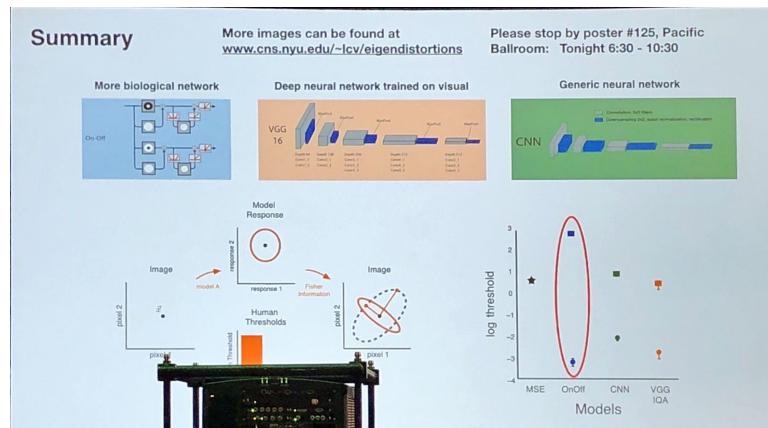 Summary
More images can be found at
www.cns.nyu.edu/~lcv/eigendistortions
Please stop by poster #125, Pacific
Ballroom: Tonight 6:30 - 10:30
More biological network
Deep neural network trained on visual
Generic neural network
On-Off
VGG
16
CNN
Model
Response
response 2
response 1
Image
pixel 2
model A
Fisher
Information
Image
pixel 2
pixel 1
Human
Thresholds
Threshold
log threshold
3
2
1
0
−1
−2
−3
−4
MSE
OnOff
CNN
VGG
IQA
Models